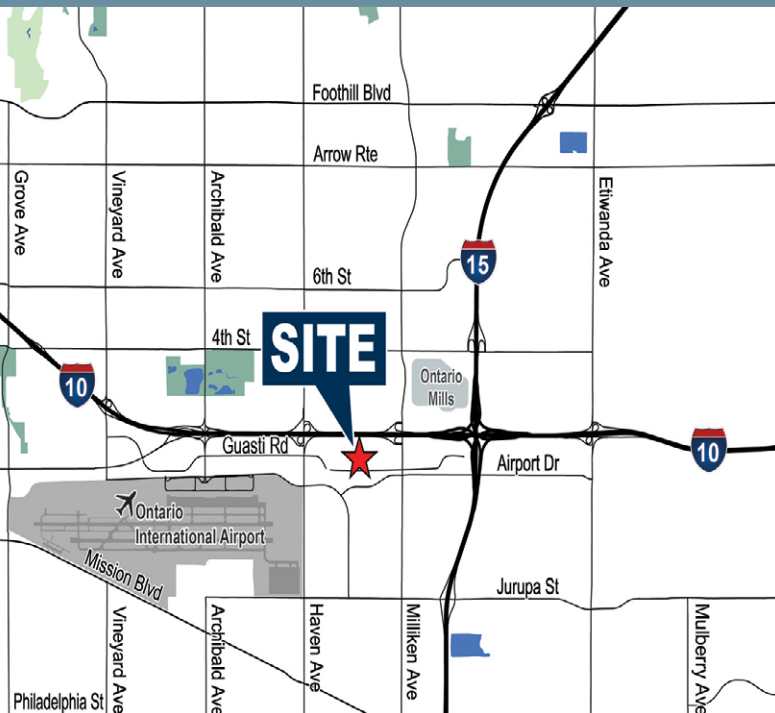 Foothill Blvd
Arrow Rte
Grove Ave
Vineyard Ave
Archibald Ave
Etiwanda Ave
15
6th St
4th St
SITE
10
Ontario
Mills
Guasti Rd
Airport Dr
10
Ontario
International Airport
Mission Blvd
Jurupa St
Vineyard Ave
Archibald Ave
Haven Ave
Milliken Ave
Mulberry Ave
Philadelphia St